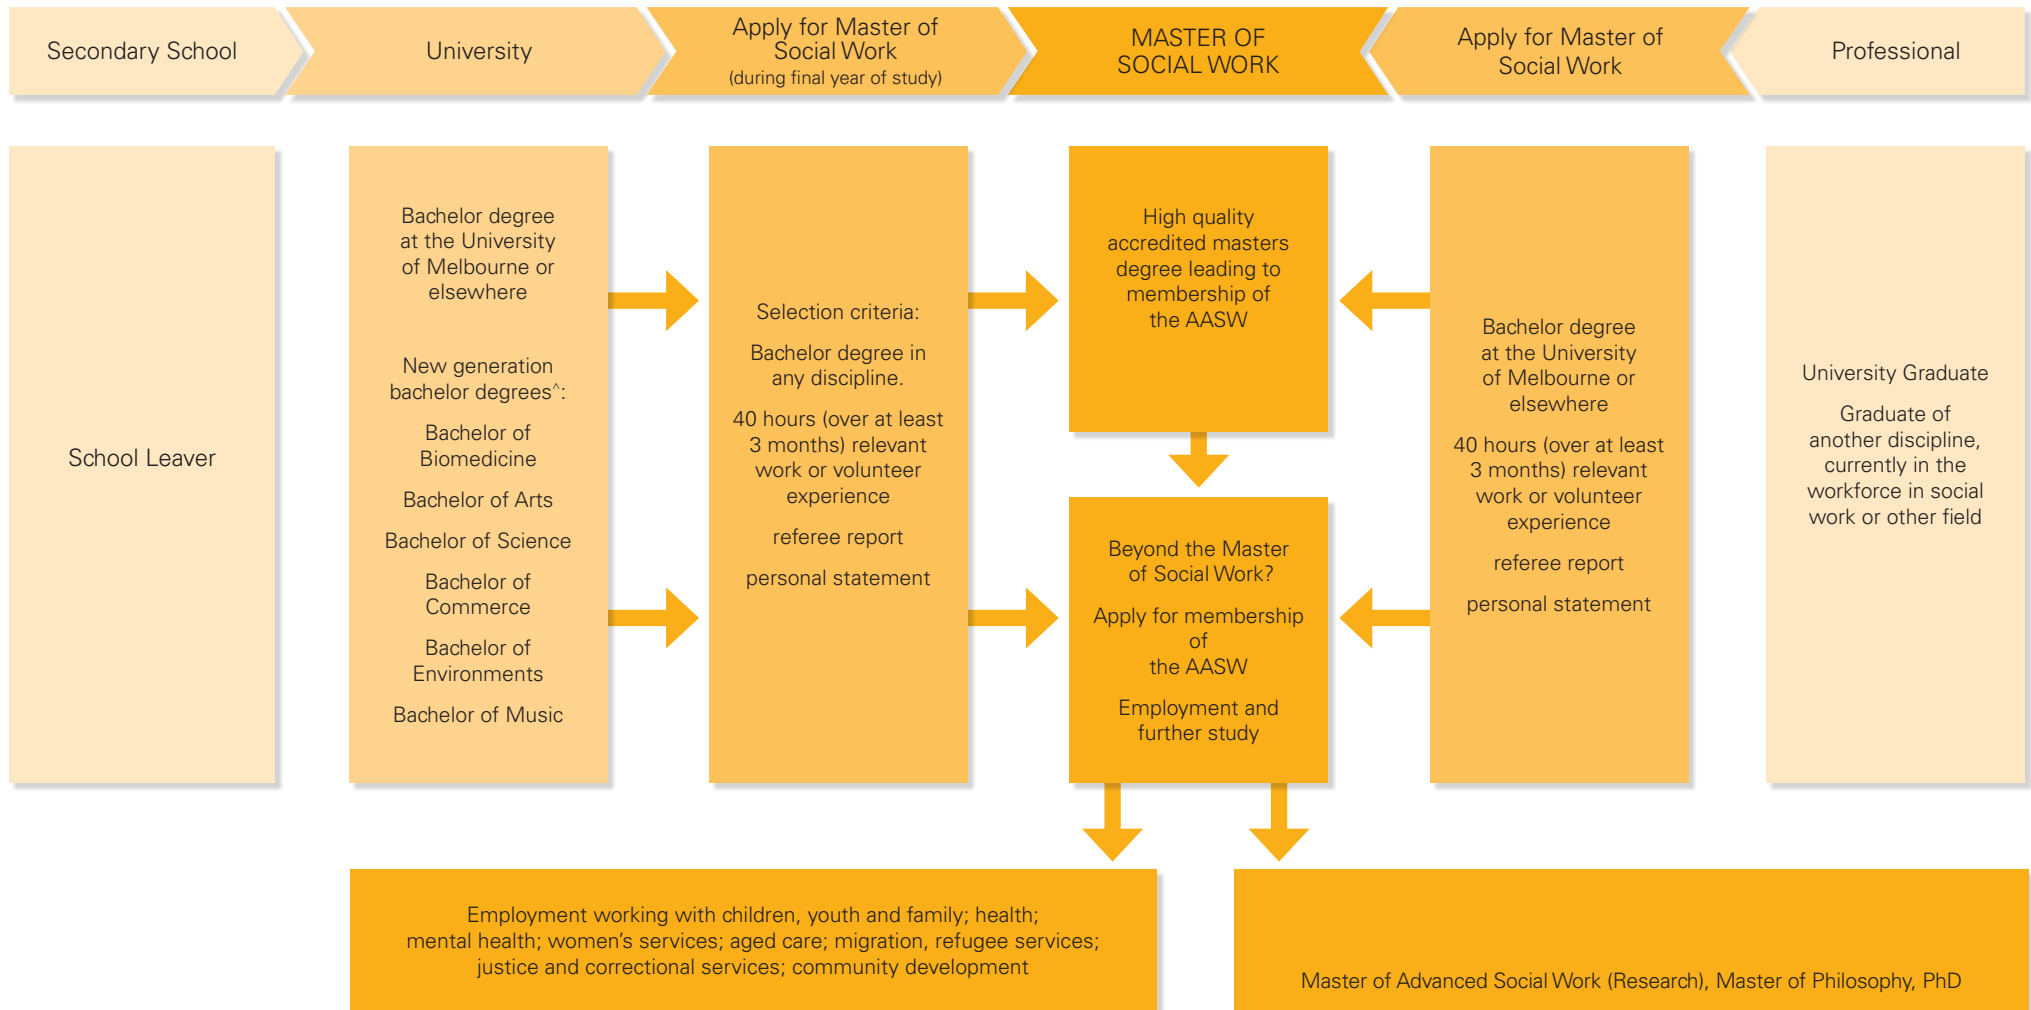 Secondary School
University
Apply for Master of
Social Work
(during final year of study)
MASTER OF
SOCIAL WORK
Apply for Master of
Social Work
Professional
School Leaver
Bachelor degree
at the University
of Melbourne or
elsewhere
New generation
bachelor degrees^:
Bachelor of
Biomedicine
Bachelor of Arts
Bachelor of Science
Bachelor of
Commerce
Bachelor of
Environments
Bachelor of Music
Selection criteria:
Bachelor degree in
any discipline.
40 hours (over at least
3 months) relevant
work or volunteer
experience
referee report
personal statement
High quality
accredited masters
degree leading to
membership of
the AASW
Beyond the Master
of Social Work?
Apply for membership
of
the AASW
Employment and
further study
Bachelor degree
at the University
of Melbourne or
elsewhere
40 hours (over at least
3 months) relevant
work or volunteer
experience
referee report
personal statement
University Graduate
Graduate of
another discipline,
currently in the
workforce in social
work or other field
Employment working with children, youth and family; health;
mental health; women’s services; aged care; migration, refugee services;
justice and correctional services; community development
Master of Advanced Social Work (Research), Master of Philosophy, PhD